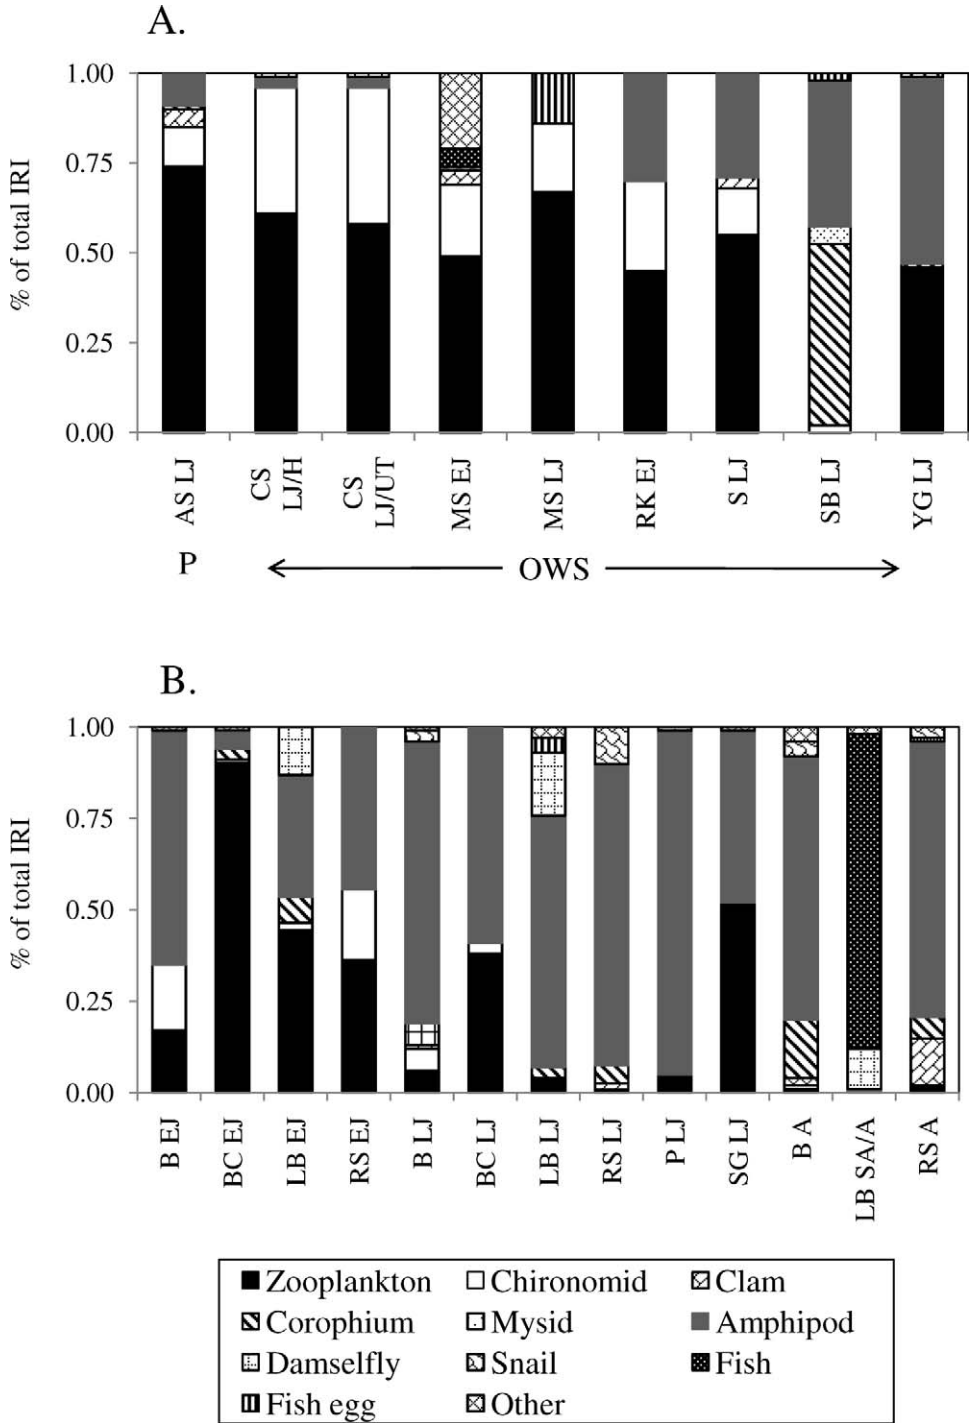 A.
% of total IRI
1.00
0.75
0.50
0.25
0.00
AS LJ
CS LJ/H
CS LJ/UT
MS EJ
MS LJ
RK EJ
S LJ
SB LJ
YG LJ
P
OWS
B.
% of total IRI
1.00
0.75
0.50
0.25
0.00
B EJ
BC EJ
LB EJ
RS EJ
B LJ
BC LJ
LB LJ
RS LJ
P LJ
SG LJ
B A
LB SA/A
RS A
Zooplankton Chironomid Clam
Corophium Mysid Amphipod
Damselfly Snail Fish
Fish egg Other